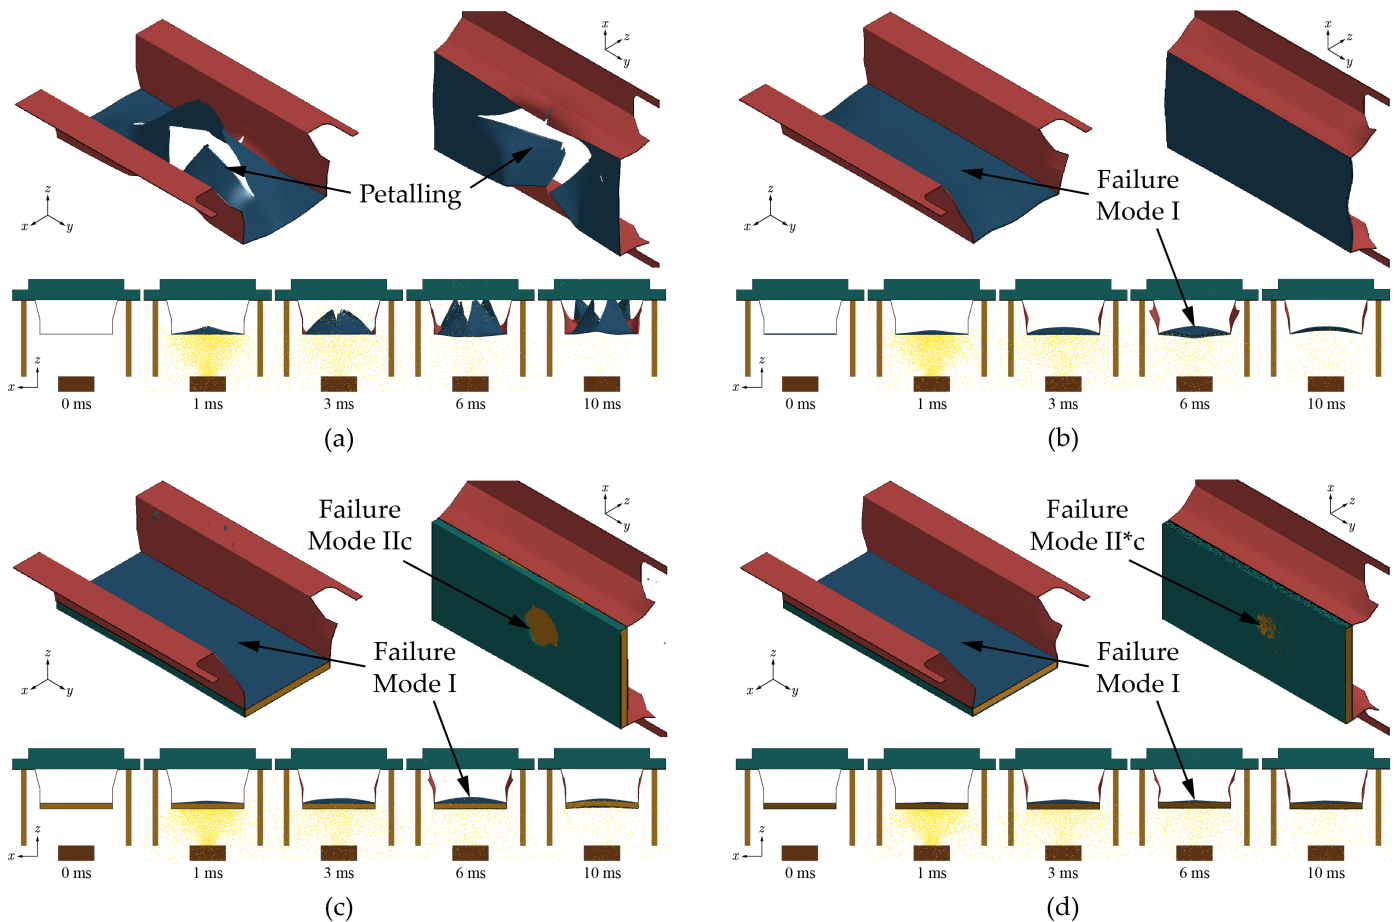 x
z
y
Petalling
z
x
y
x
z
0 ms
1 ms
3 ms
6 ms
10 ms
(a)
x
z
y
Failure
Mode I
z
x
y
x
z
0 ms
1 ms
3 ms
6 ms
10 ms
(b)
Failure
Mode IIc
x
z
y
Failure
Mode I
z
x
y
x
z
0 ms
1 ms
3 ms
6 ms
10 ms
(c)
Failure
Mode II*c
x
z
y
Failure
Mode I
z
x
y
x
z
0 ms
1 ms
3 ms
6 ms
10 ms
(d)